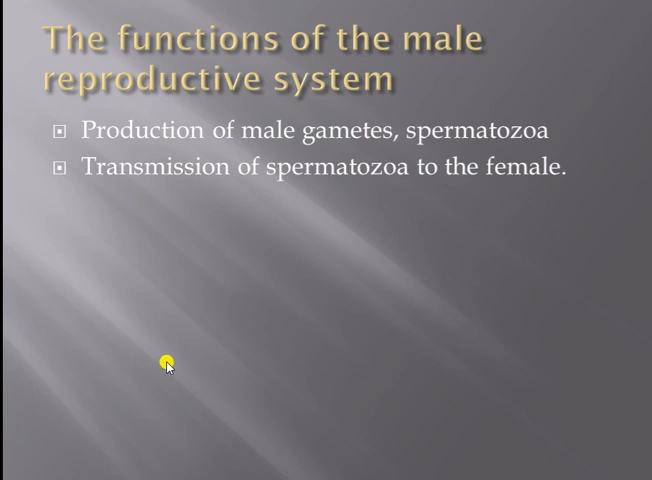 The functions of the male
reproductive system
Production of male gametes, spermatozoa
Transmission of spermatozoa to the female.